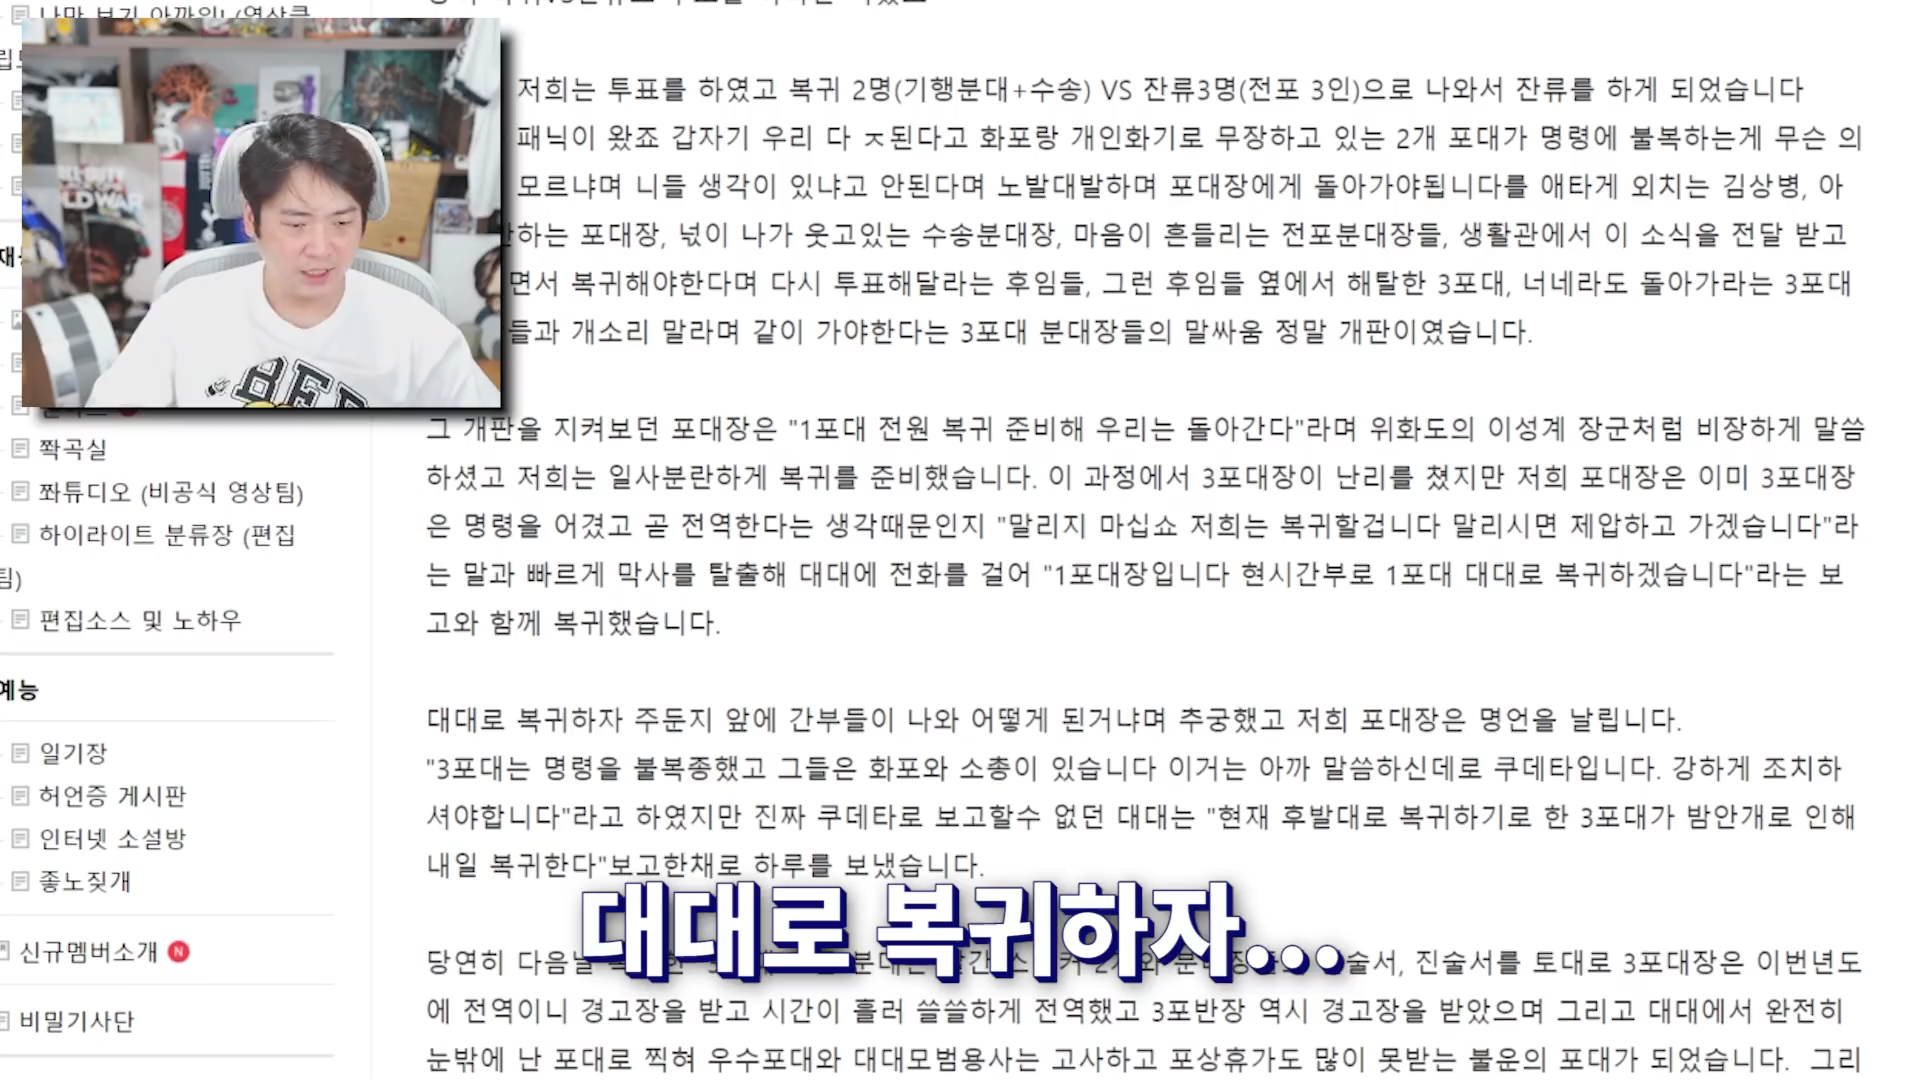 나만 보기 아까워! (영상클
립
재
쫙곡실
쫘튜디오 (비공식 영상팀)
하이라이트 분류장 (편집
팀)
편집소스 및 노하우
예능
일기장
허언증 게시판
인터넷 소설방
좋노짖개
신규멤버소개 N
비밀기사단
저희는 투표를 하였고 복귀 2명(기행분대+수송) VS 잔류3명(전포 3인)으로 나와서 잔류를 하게 되었습니다
패닉이 왔죠 갑자기 우리 다 ㅈ된다고 화포랑 개인화기로 무장하고 있는 2개 포대가 명령에 불복하는게 무슨 의
모르냐며 니들 생각이 있냐고 안된다며 노발대발하며 포대장에게 돌아가야됩니다를 애타게 외치는 김상병, 아
하는 포대장, 넋이 나가 웃고있는 수송분대장, 마음이 흔들리는 전포분대장들, 생활관에서 이 소식을 전달 받고
면서 복귀해야한다며 다시 투표해달라는 후임들, 그런 후임들 옆에서 해탈한 3포대, 너네라도 돌아가라는 3포대
들과 개소리 말라며 같이 가야한다는 3포대 분대장들의 말싸움 정말 개판이였습니다.
그 개판을 지켜보던 포대장은 "1포대 전원 복귀 준비해 우리는 돌아간다"라며 위화도의 이성계 장군처럼 비장하게 말씀
하셨고 저희는 일사분란하게 복귀를 준비했습니다. 이 과정에서 3포대장이 난리를 쳤지만 저희 포대장은 이미 3포대장
은 명령을 어겼고 곧 전역한다는 생각때문인지 "말리지 마십쇼 저희는 복귀할겁니다 말리시면 제압하고 가겠습니다"라
는 말과 빠르게 막사를 탈출해 대대에 전화를 걸어 "1포대장입니다 현시간부로 1포대 대대로 복귀하겠습니다"라는 보
고와 함께 복귀했습니다.
대대로 복귀하자 주둔지 앞에 간부들이 나와 어떻게 된거냐며 추궁했고 저희 포대장은 명언을 날립니다.
"3포대는 명령을 불복종했고 그들은 화포와 소총이 있습니다 이거는 아까 말씀하신데로 쿠데타입니다. 강하게 조치하
셔야합니다"라고 하였지만 진짜 쿠데타로 보고할수 없던 대대는 "현재 후발대로 복귀하기로 한 3포대가 밤안개로 인해
내일 복귀한다"보고한채로 하루를 보냈습니다.
대대로 복귀하자...
당연히 다음날 술서, 진술서를 토대로 3포대장은 이번년도
에 전역이니 경고장을 받고 시간이 흘러 쓸쓸하게 전역했고 3포반장 역시 경고장을 받았으며 그리고 대대에서 완전히
눈밖에 난 포대로 찍혀 우수포대와 대대모범용사는 고사하고 포상휴가도 많이 못받는 불운의 포대가 되었습니다. 그리